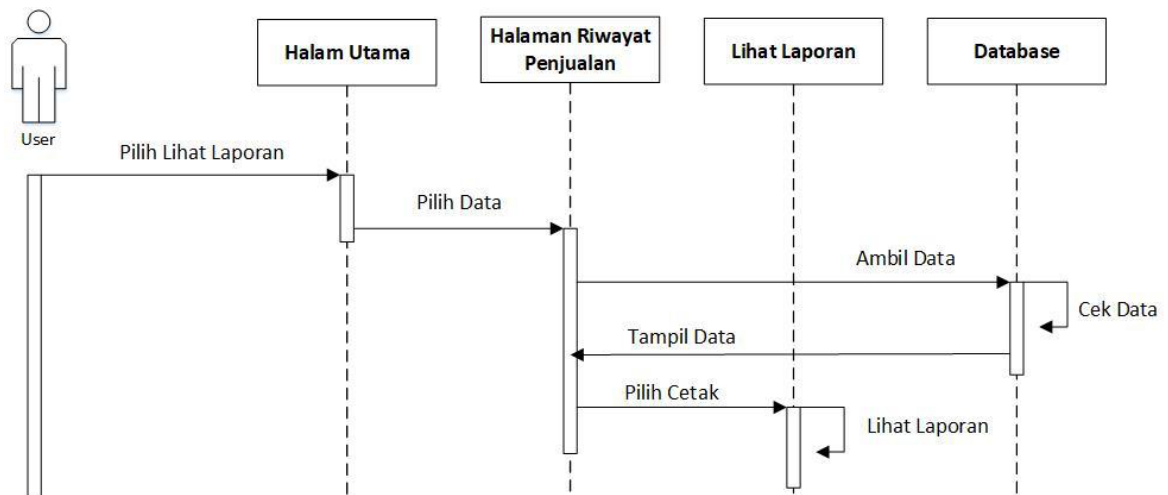 Halam Utama
Halaman Riwayat
Penjualan
Lihat Laporan
Database
User
Pilih Lihat Laporan
Pilih Data
Ambil Data
Cek Data
Tampil Data
Pilih Cetak
Lihat Laporan